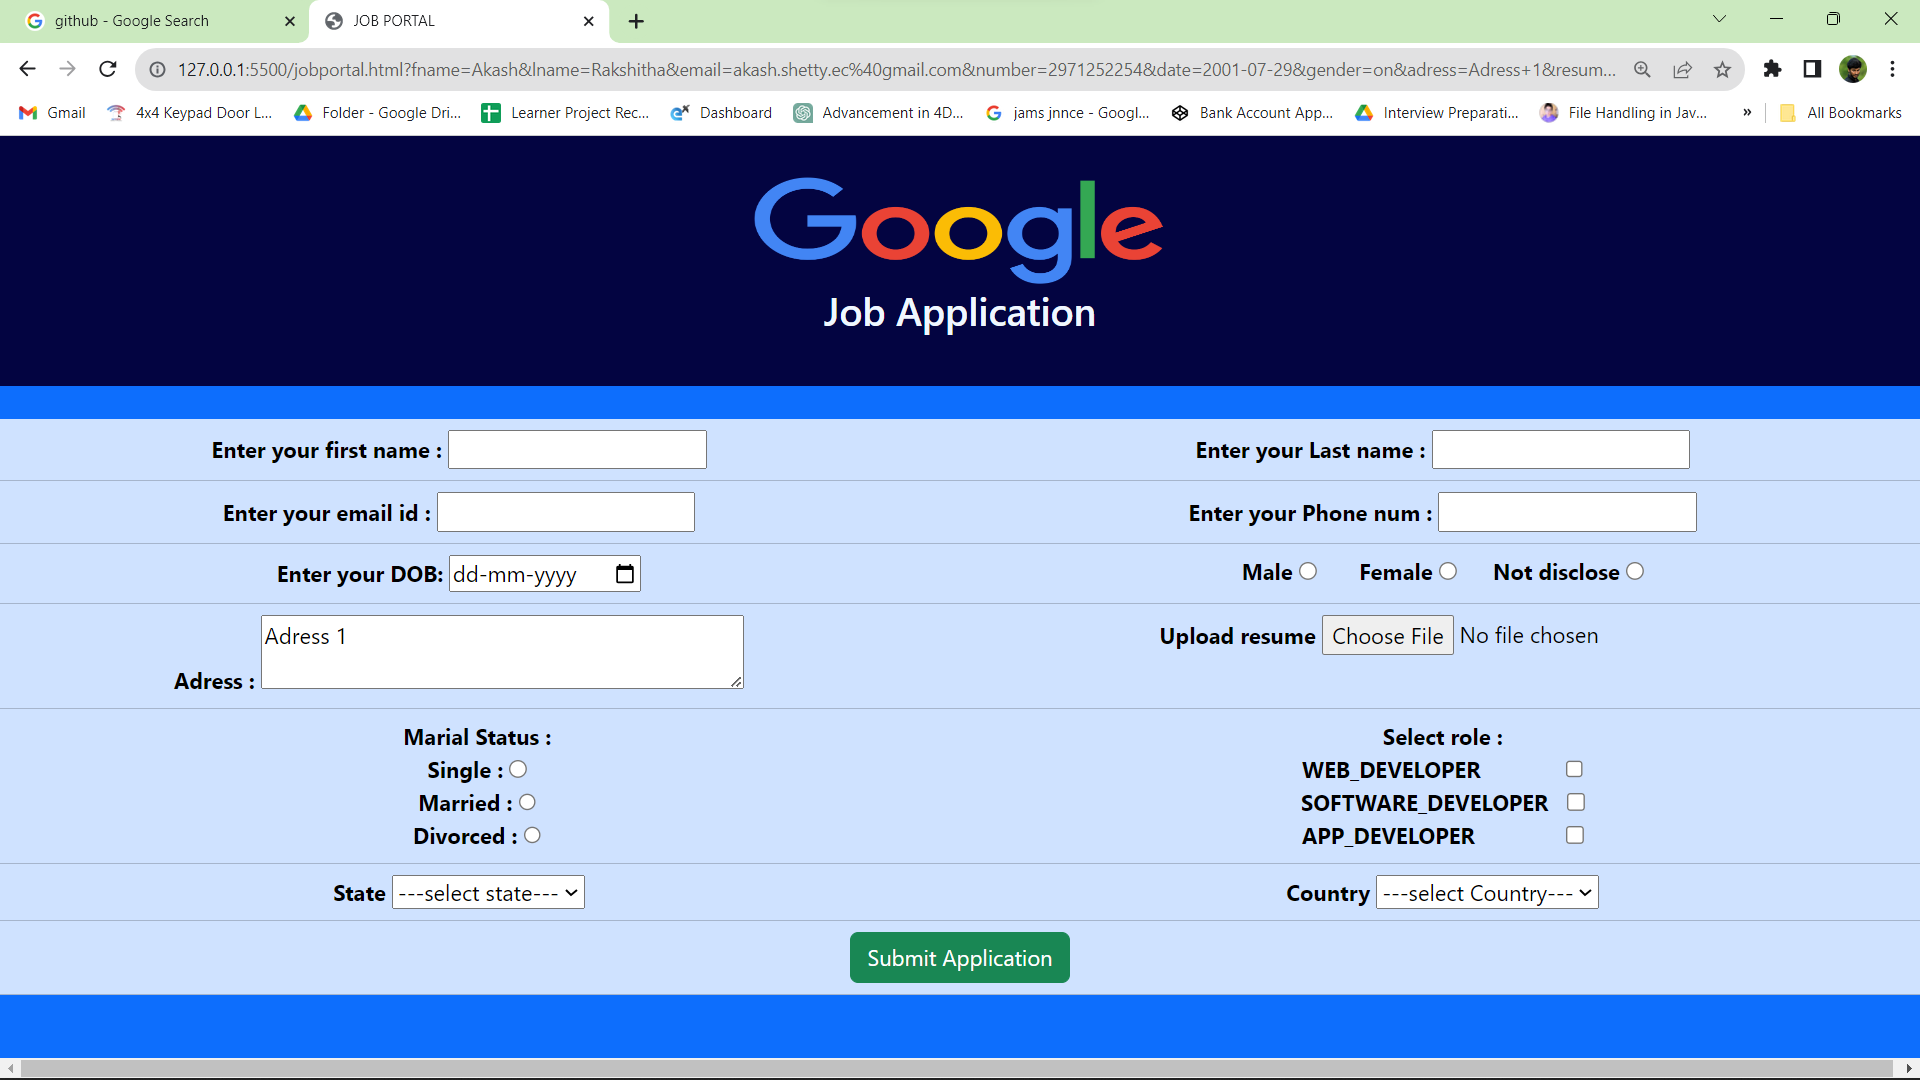 github - Google Search
JOB PORTAL
127.0.0.1:5500/jobportal.html?fname=Akash&lname=Rakshitha&email=akash.shetty.ec%40gmail.com&number=2971252254&date=2001-07-29&gender=on&adress=Adress+1&resum...
Gmail
4x4 Keypad Door L...
Folder - Google Dri...
Learner Project Rec...
Dashboard
Advancement in 4D...
jams jnnce - Googl...
Bank Account App...
Interview Preparati...
File Handling in Jav...
»
All Bookmarks
Google
Job Application
Enter your first name :
Enter your Last name :
Enter your email id :
Enter your Phone num :
Enter your DOB: dd-mm-yyyy
Male Female Not disclose
Adress : Adress 1
Upload resume Choose File No file chosen
Marial Status :
Single :
Married :
Divorced :
Select role :
WEB_DEVELOPER
SOFTWARE_DEVELOPER
APP_DEVELOPER
State ---select state---
Country ---select Country---
Submit Application